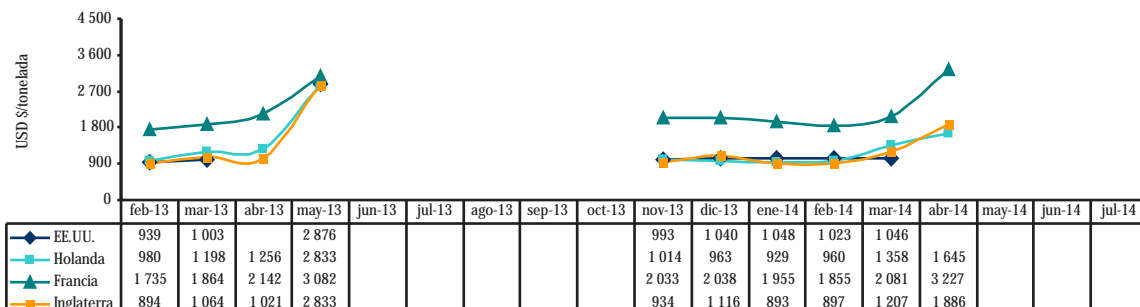 4 500
3 600
2 700
1 800
900
0
USD $/tonelada
feb-13 mar-13 abr-13 may-13 jun-13 jul-13 ago-13 sep-13 oct-13 nov-13 dic-13 ene-14 feb-14 mar-14 abr-14 may-14 jun-14 jul-14
EE.UU. 939 1 003 2 876 993 1 040 1 048 1 023 1 046
Holanda 980 1 198 1 256 2 833 1 014 963 929 960 1 358 1 645
Francia 1 735 1 864 2 142 3 082 2 033 2 038 1 955 1 855 2 081 3 227
Inglaterra 894 1 064 1 021 2 833 934 1 116 893 897 1 207 1 886